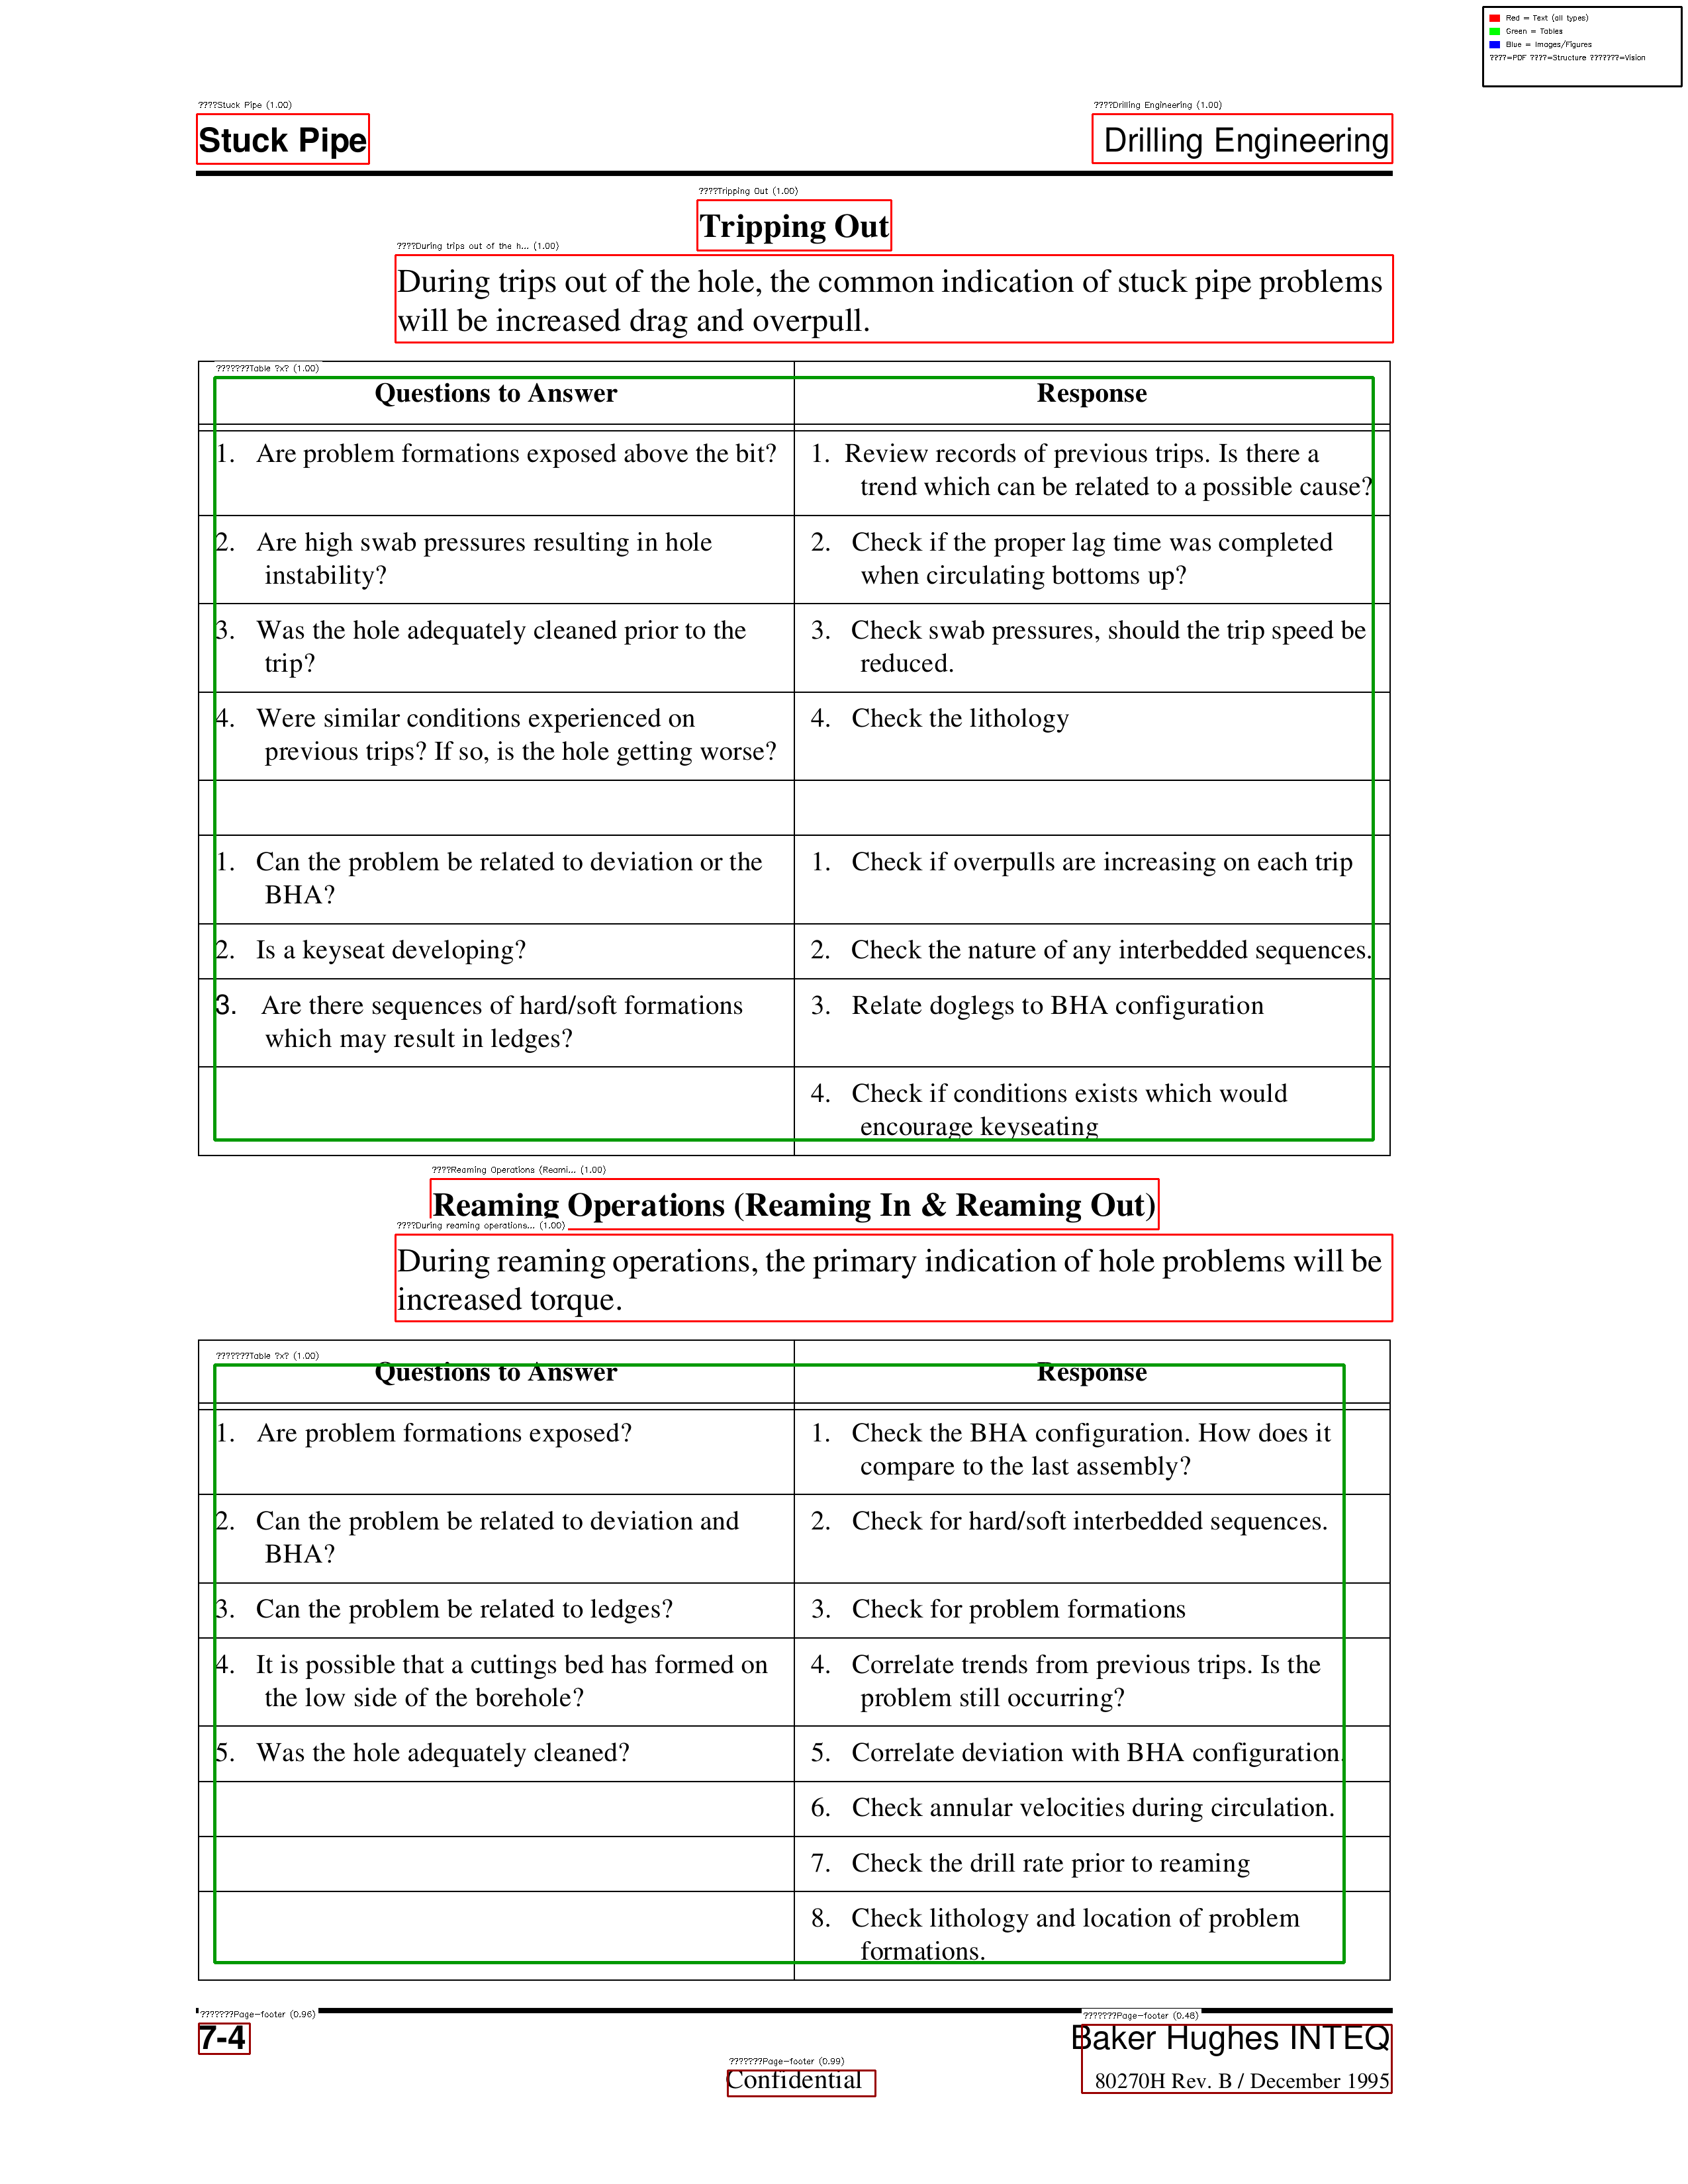 Red = Text (all types)
Green = Tables
Blue = Images/Figures
????=PDF ????=Structure ???????=Vision
????Stuck Pipe (1.00)
????Drilling Engineering (1.00)
Stuck Pipe
Drilling Engineering
????Tripping Out (1.00)
Tripping Out
????During trips out of the h... (1.00)
During trips out of the hole, the common indication of stuck pipe problems
will be increased drag and overpull.
???????Table ?x? (1.00)
Questions to Answer
Response
1. Are problem formations exposed above the bit?
1. Review records of previous trips. Is there a
trend which can be related to a possible cause?
2. Are high swab pressures resulting in hole
instability?
2. Check if the proper lag time was completed
when circulating bottoms up?
3. Was the hole adequately cleaned prior to the
trip?
3. Check swab pressures, should the trip speed be
reduced.
4. Were similar conditions experienced on
previous trips? If so, is the hole getting worse?
4. Check the lithology
1. Can the problem be related to deviation or the
BHA?
1. Check if overpulls are increasing on each trip
2. Is a keyseat developing?
2. Check the nature of any interbedded sequences.
3. Are there sequences of hard/soft formations
which may result in ledges?
3. Relate doglegs to BHA configuration
4. Check if conditions exists which would
encourage keyseating
????Reaming Operations (Reami... (1.00)
Reaming Operations (Reaming In & Reaming Out)
????During reaming operations... (1.00)
During reaming operations, the primary indication of hole problems will be
increased torque.
???????Table ?x? (1.00)
Questions to Answer
Response
1. Are problem formations exposed?
1. Check the BHA configuration. How does it
compare to the last assembly?
2. Can the problem be related to deviation and
BHA?
2. Check for hard/soft interbedded sequences.
3. Can the problem be related to ledges?
3. Check for problem formations
4. It is possible that a cuttings bed has formed on
the low side of the borehole?
4. Correlate trends from previous trips. Is the
problem still occurring?
5. Was the hole adequately cleaned?
5. Correlate deviation with BHA configuration.
6. Check annular velocities during circulation.
7. Check the drill rate prior to reaming
8. Check lithology and location of problem
formations.
???????Page-footer (0.96)
???????Page-footer (0.48)
7-4
Baker Hughes INTEQ
???????Page-footer (0.99)
Confidential
80270H Rev. B / December 1995